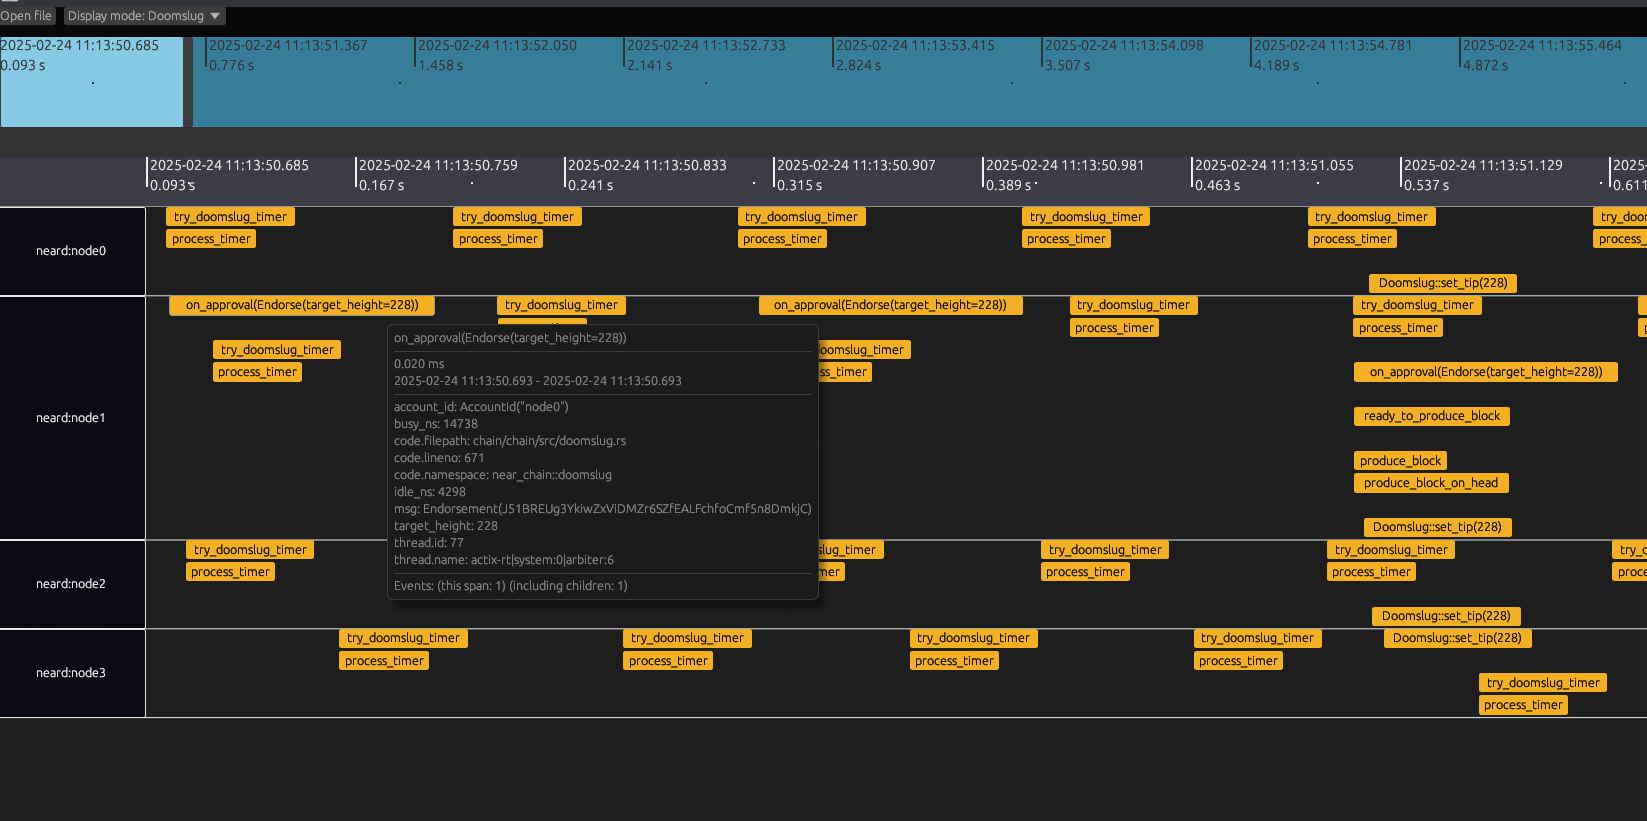 Open file
Display mode: Doomslug
2025-02-24 11:13:50.685 2025-02-24 11:13:51.367 2025-02-24 11:13:52.050 2025-02-24 11:13:52.733 2025-02-24 11:13:53.415 2025-02-24 11:13:54.098 2025-02-24 11:13:54.781 2025-02-24 11:13:55.464
0.093 s 0.776 s 1.458 s 2.141 s 2.824 s 3.507 s 4.189 s 4.872 s
2025-02-24 11:13:50.685 2025-02-24 11:13:50.759 2025-02-24 11:13:50.833 2025-02-24 11:13:50.907 2025-02-24 11:13:50.981 2025-02-24 11:13:51.055 2025-02-24 11:13:51.129 2025-
0.093 s 0.167 s 0.241 s 0.315 s 0.389 s 0.463 s 0.537 s 0.611
try_doomslug_timer try_doomslug_timer try_doomslug_timer try_doomslug_timer try_doomslug_timer try_doo
process_timer process_timer process_timer process_timer process_timer process_
neard:node0
Doomslug::set_tip(228)
on_approval(Endorse(target_height=228)) try_doomslug_timer on_approval(Endorse(target_height=228)) try_doomslug_timer try_doomslug_timer
process_timer process_timer
try_doomslug_timer oomslug_timer
process_timer ss_timer on_approval(Endorse(target_height=228))
neard:node1
ready_to_produce_block
produce_block
produce_block_on_head
Doomslug::set_tip(228)
on_approval(Endorse(target_height=228))
0.020 ms
2025-02-24 11:13:50.693 - 2025-02-24 11:13:50.693
account_id: AccountId("node0")
busy_ns: 14738
code.filepath: chain/chain/src/doomslug.rs
code.lineno: 671
code.namespace: near_chain::doomslug
idle_ns: 4298
msg: Endorsement(J51BREUg3YkiwZxViDMZr6SZfEALFchfoCmf5n8DmkjC)
target_height: 228
thread.id: 77
thread.name: actix-rt|system:0|arbiter:6
Events: (this span: 1) (including children: 1)
try_doomslug_timer slug_timer try_doomslug_timer try_doomslug_timer try_d
process_timer mer process_timer process_timer proce
neard:node2
Doomslug::set_tip(228)
try_doomslug_timer try_doomslug_timer try_doomslug_timer try_doomslug_timer Doomslug::set_tip(228)
process_timer process_timer process_timer process_timer
neard:node3
try_doomslug_timer
process_timer